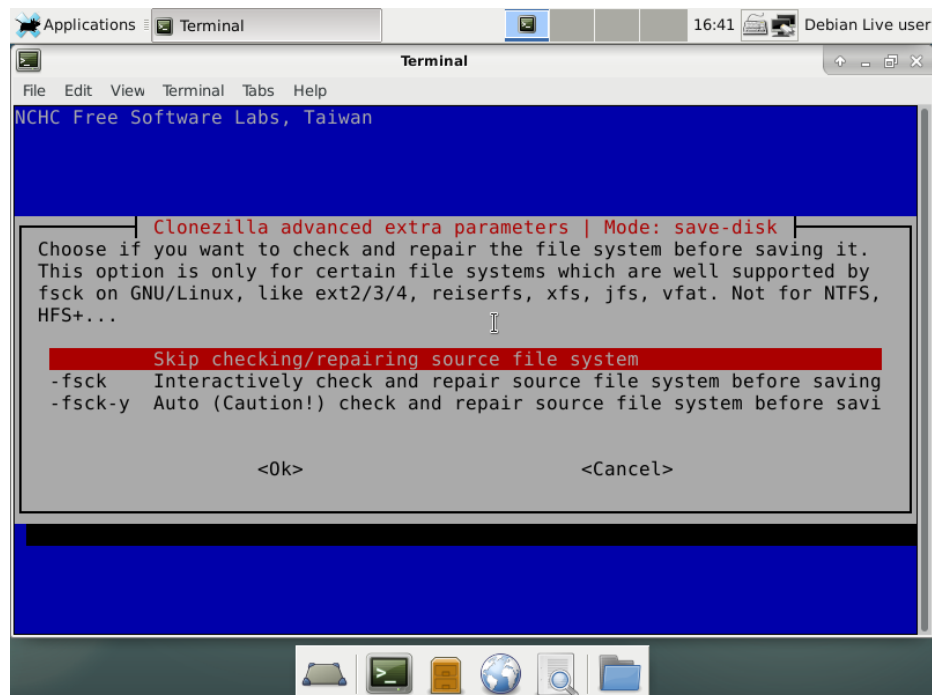 Applications Terminal 16:41 Debian Live user
Terminal
File Edit View Terminal Tabs Help
NCHC Free Software Labs, Taiwan
Clonezilla advanced extra parameters | Mode: save-disk
Choose if you want to check and repair the file system before saving it.
This option is only for certain file systems which are well supported by
fsck on GNU/Linux, like ext2/3/4, reiserfs, xfs, jfs, vfat. Not for NTFS,
HFS+...
Skip checking/repairing source file system
-fsck Interactively check and repair source file system before saving
-fsck-y Auto (Caution!) check and repair source file system before savi
<Ok> <Cancel>